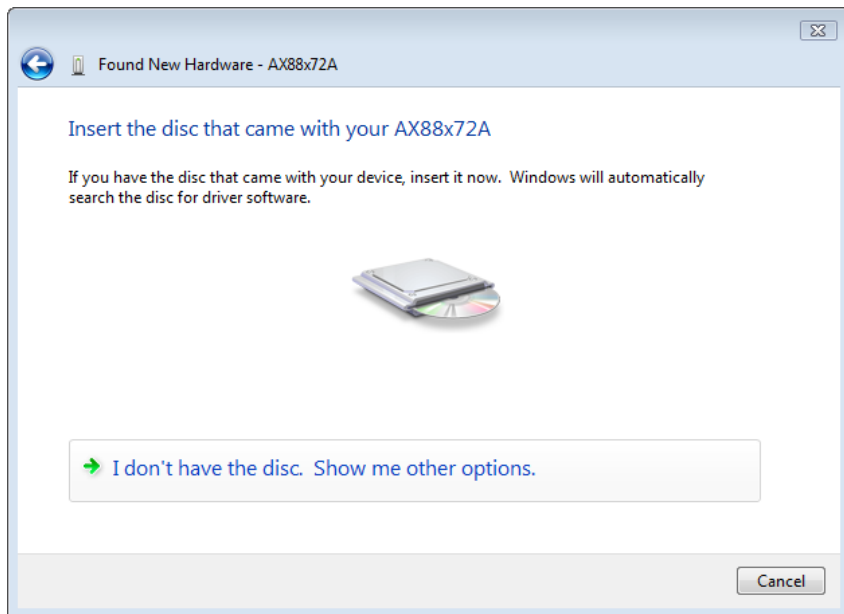 Found New Hardware - AX88x72A
Insert the disc that came with your AX88x72A
If you have the disc that came with your device, insert it now.  Windows will automatically
search the disc for driver software.
I don't have the disc.  Show me other options.
Cancel